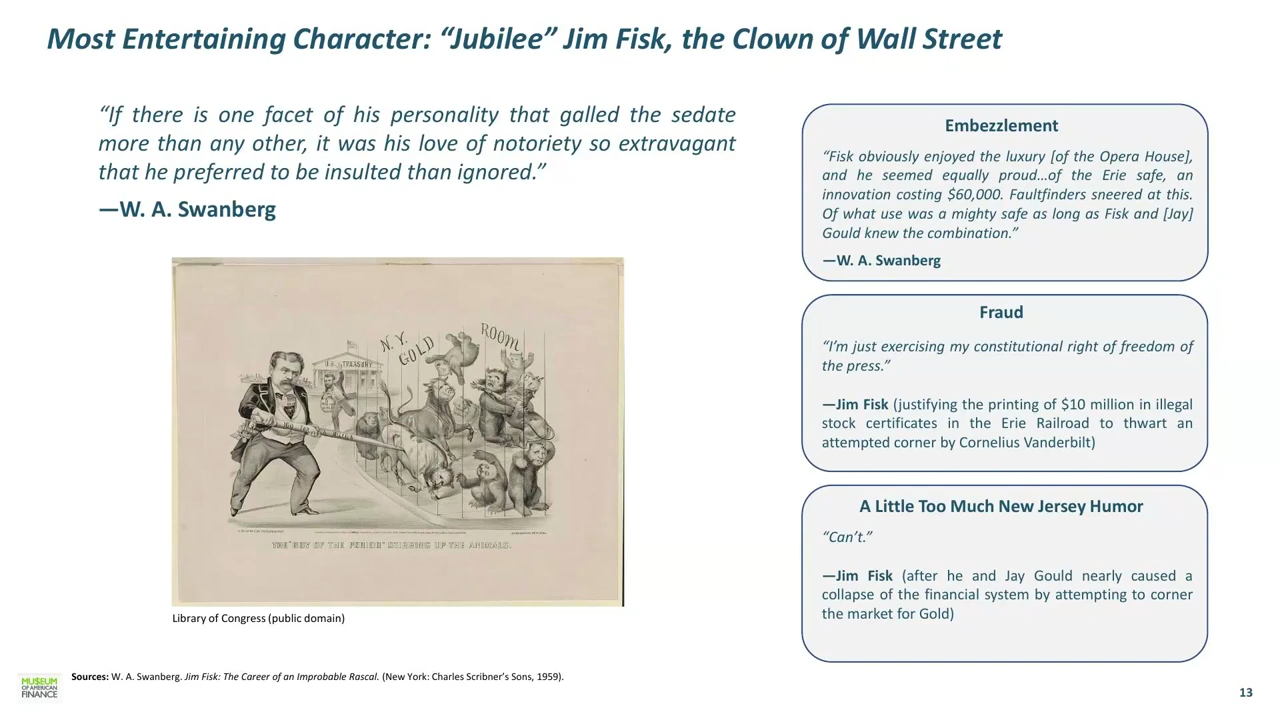 Most Entertaining Character: “Jubilee” Jim Fisk, the Clown of Wall Street
“If there is one facet of his personality that galled the sedate
more than any other, it was his love of notoriety so extravagant
that he preferred to be insulted than ignored.”
—W. A. Swanberg
N.Y.
GOLD
ROOM
U.S. TREASURY
THE "BOY OF THE PERIOD" STIRRING UP THE ANIMALS.
Library of Congress (public domain)
Embezzlement
“Fisk obviously enjoyed the luxury [of the Opera House],
and he seemed equally proud…of the Erie safe, an
innovation costing $60,000. Faultfinders sneered at this.
Of what use was a mighty safe as long as Fisk and [Jay]
Gould knew the combination.”
—W. A. Swanberg
Fraud
“I’m just exercising my constitutional right of freedom of
the press.”
—Jim Fisk (justifying the printing of $10 million in illegal
stock certificates in the Erie Railroad to thwart an
attempted corner by Cornelius Vanderbilt)
A Little Too Much New Jersey Humor
“Can’t.”
—Jim Fisk (after he and Jay Gould nearly caused a
collapse of the financial system by attempting to corner
the market for Gold)
MU$EUM
OF AMERICAN
FINANCE
Sources: W. A. Swanberg. Jim Fisk: The Career of an Improbable Rascal. (New York: Charles Scribner’s Sons, 1959).
13